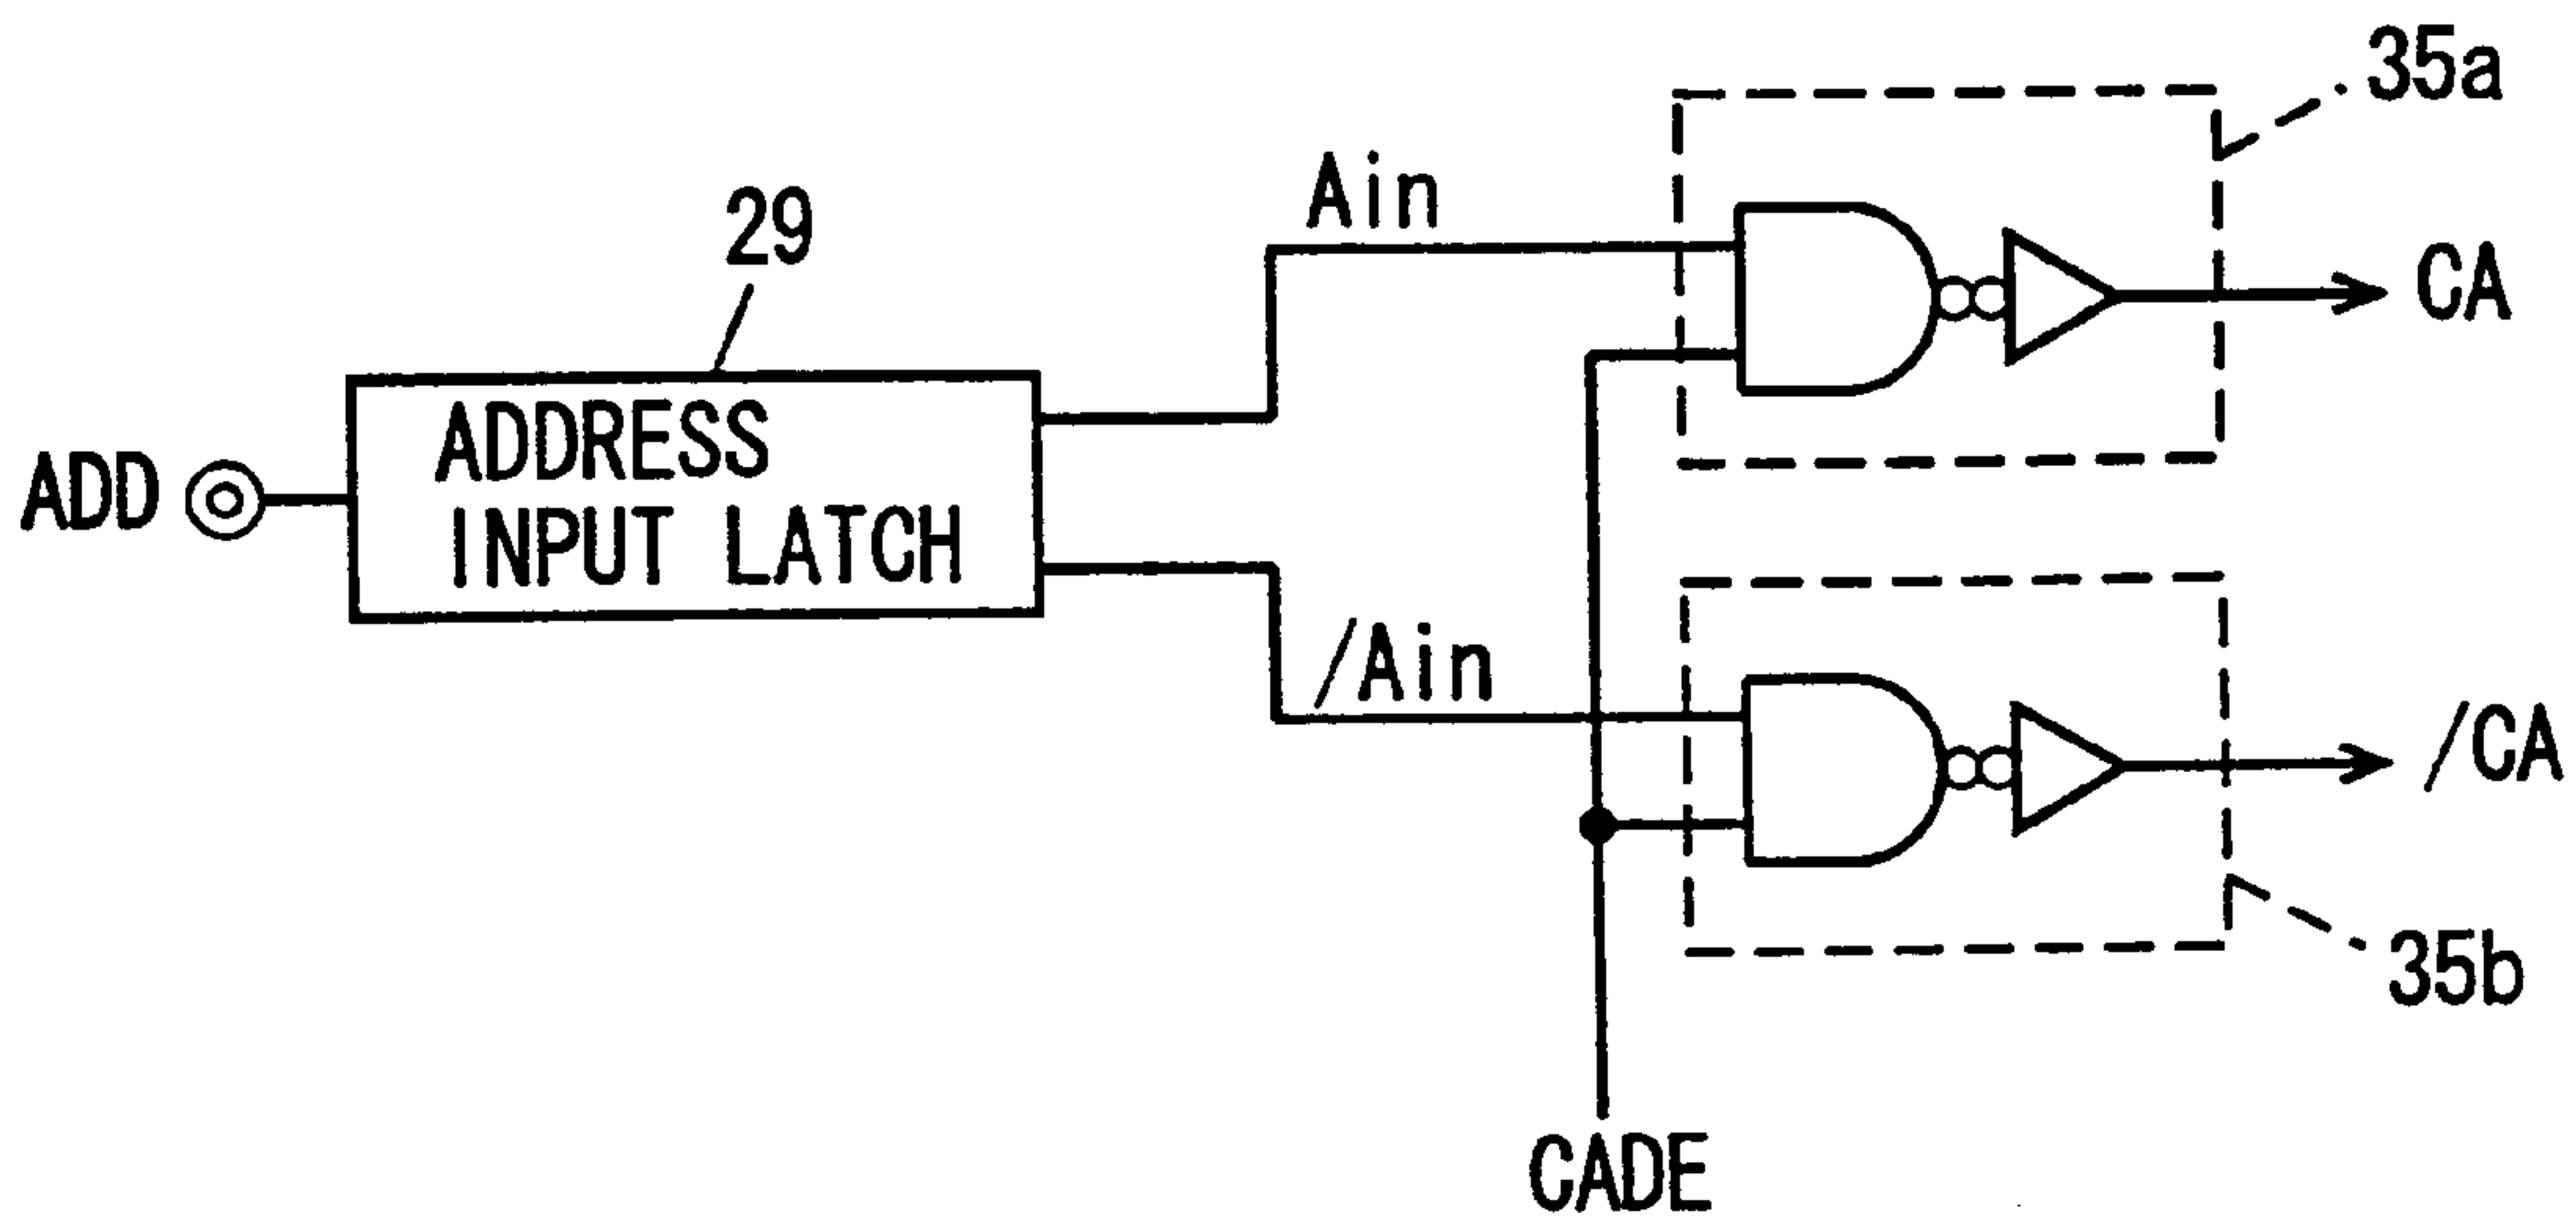 35a
Ain
29
CA
ADDRESS
INPUT LATCH
ADD
/Ain
/CA
35b
CADE